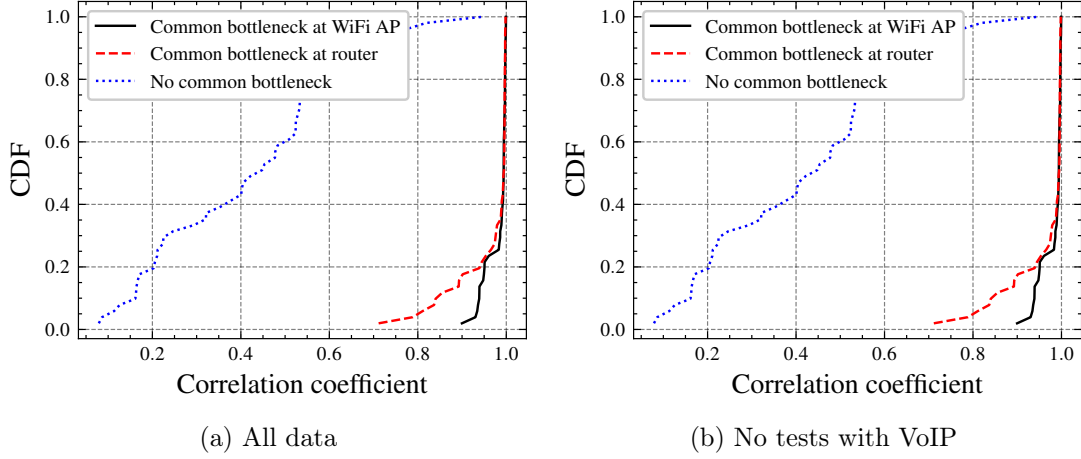 1.0
0.8
0.6
0.4
0.2
0.0
CDF
Common bottleneck at WiFi AP
Common bottleneck at router
No common bottleneck
0.2 0.4 0.6 0.8 1.0
Correlation coefficient
(a) All data
1.0
0.8
0.6
0.4
0.2
0.0
CDF
Common bottleneck at WiFi AP
Common bottleneck at router
No common bottleneck
0.2 0.4 0.6 0.8 1.0
Correlation coefficient
(b) No tests with VoIP